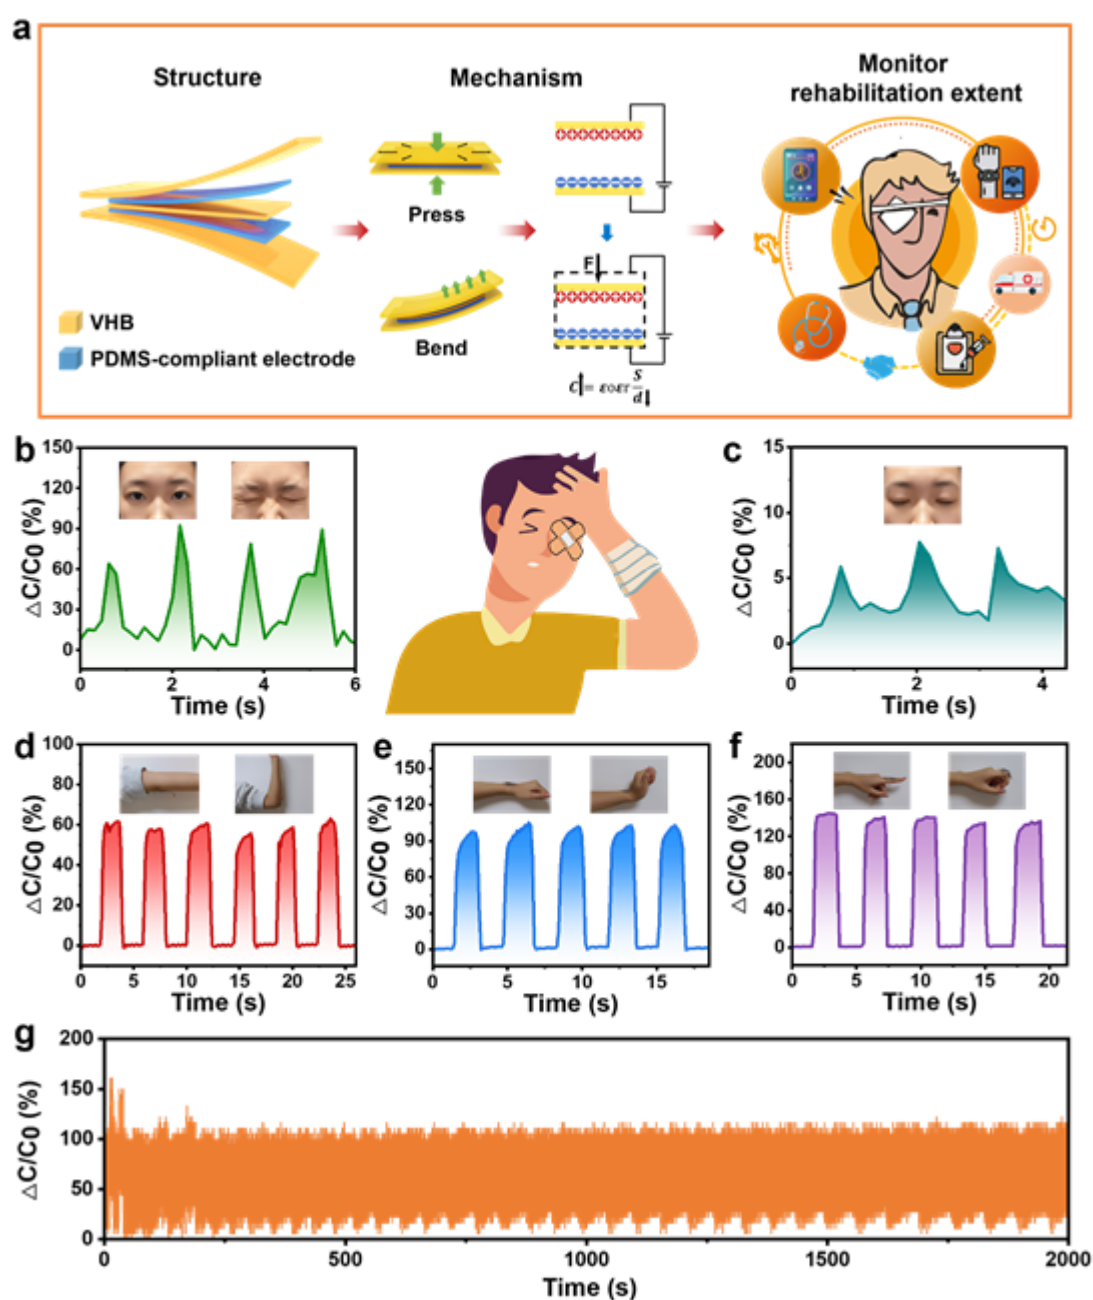 a
Structure
Mechanism
Monitor
rehabilitation extent
Press
Bend
F
VHB
PDMS-compliant electrode
C = ε0εr S/d
b
ΔC/C0 (%)
150
120
90
60
30
0
0 2 4 6
Time (s)
c
ΔC/C0 (%)
15
10
5
0
0 2 4
Time (s)
d
ΔC/C0 (%)
100
80
60
40
20
0
0 5 10 15 20 25
Time (s)
e
ΔC/C0 (%)
150
120
90
60
30
0
0 5 10 15
Time (s)
f
ΔC/C0 (%)
200
160
120
80
40
0
0 5 10 15 20
Time (s)
g
ΔC/C0 (%)
200
150
100
50
0
0 500 1000 1500 2000
Time (s)